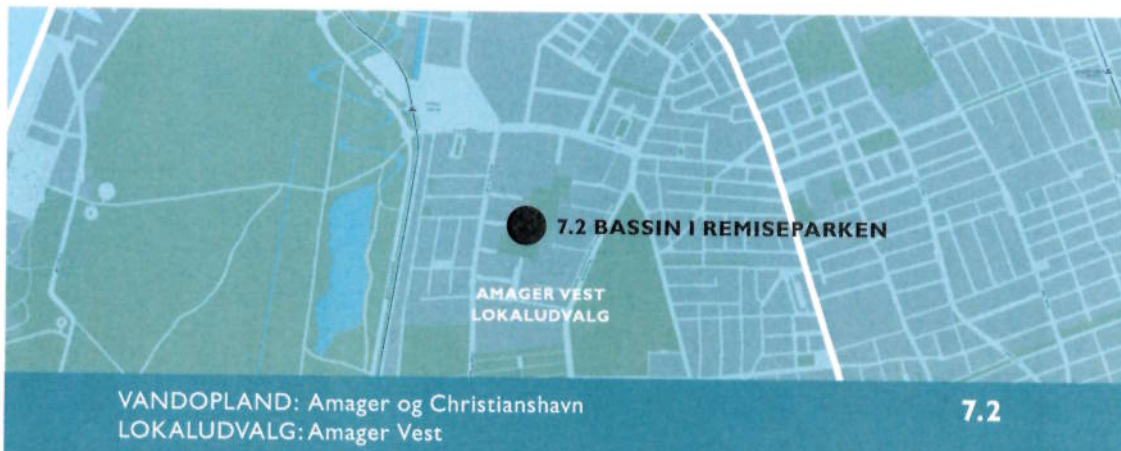 7.2 BASSIN I REMISEPARKEN
AMAGER VEST
LOKALUDVALG
VANDOPLAND: Amager og Christianshavn
LOKALUDVALG: Amager Vest
7.2